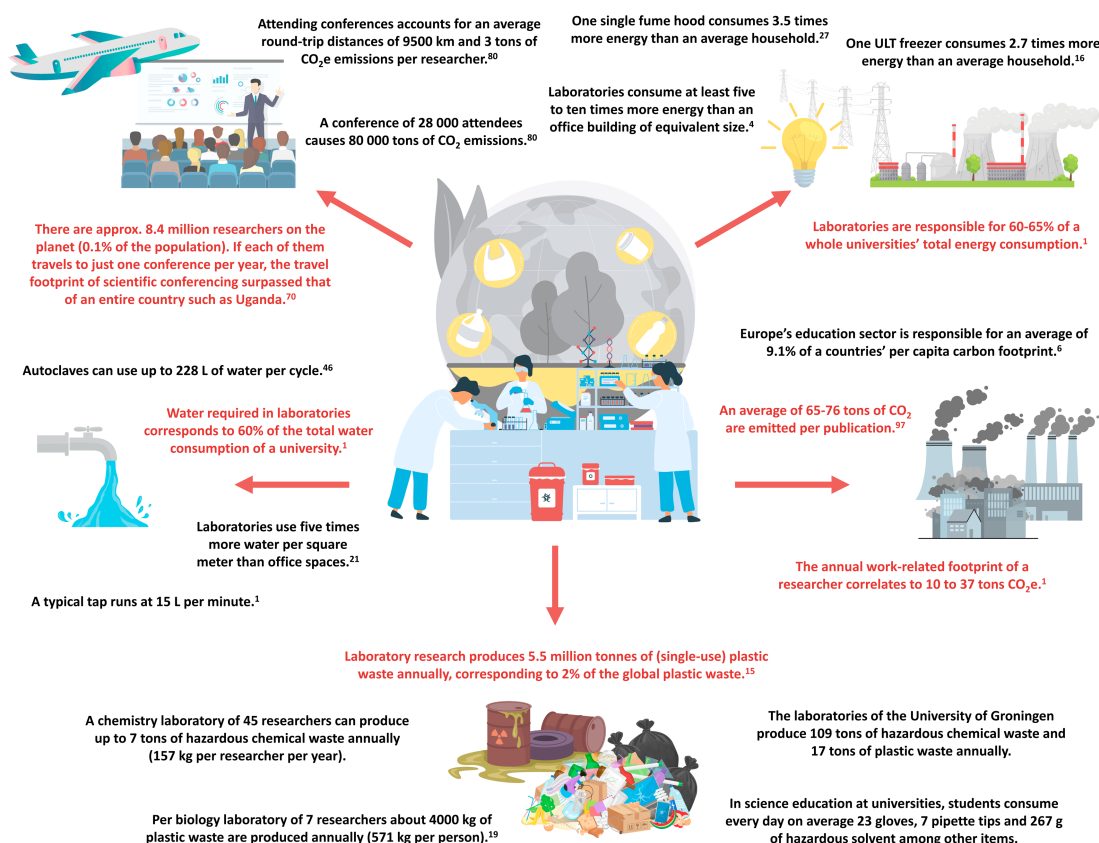 Attending conferences accounts for an average
round-trip distances of 9500 km and 3 tons of
CO₂e emissions per researcher.⁸⁰
A conference of 28 000 attendees
causes 80 000 tons of CO₂ emissions.⁸⁰
There are approx. 8.4 million researchers on the
planet (0.1% of the population). If each of them
travels to just one conference per year, the travel
footprint of scientific conferencing surpassed that
of an entire country such as Uganda.⁷⁰
One single fume hood consumes 3.5 times
more energy than an average household.²⁷
One ULT freezer consumes 2.7 times more
energy than an average household.¹⁶
Laboratories consume at least five
to ten times more energy than an
office building of equivalent size.⁴
Laboratories are responsible for 60-65% of a
whole universities’ total energy consumption.¹
Autoclaves can use up to 228 L of water per cycle.⁴⁶
Water required in laboratories
corresponds to 60% of the total water
consumption of a university.¹
Laboratories use five times
more water per square
meter than office spaces.²¹
A typical tap runs at 15 L per minute.¹
Europe’s education sector is responsible for an average of
9.1% of a countries’ per capita carbon footprint.⁶
An average of 65-76 tons of CO₂
are emitted per publication.⁹⁷
The annual work-related footprint of a
researcher correlates to 10 to 37 tons CO₂e.¹
Laboratory research produces 5.5 million tonnes of (single-use) plastic
waste annually, corresponding to 2% of the global plastic waste.¹⁵
A chemistry laboratory of 45 researchers can produce
up to 7 tons of hazardous chemical waste annually
(157 kg per researcher per year).
Per biology laboratory of 7 researchers about 4000 kg of
plastic waste are produced annually (571 kg per person).¹⁹
The laboratories of the University of Groningen
produce 109 tons of hazardous chemical waste and
17 tons of plastic waste annually.
In science education at universities, students consume
every day on average 23 gloves, 7 pipette tips and 267 g
of hazardous solvent among other items.